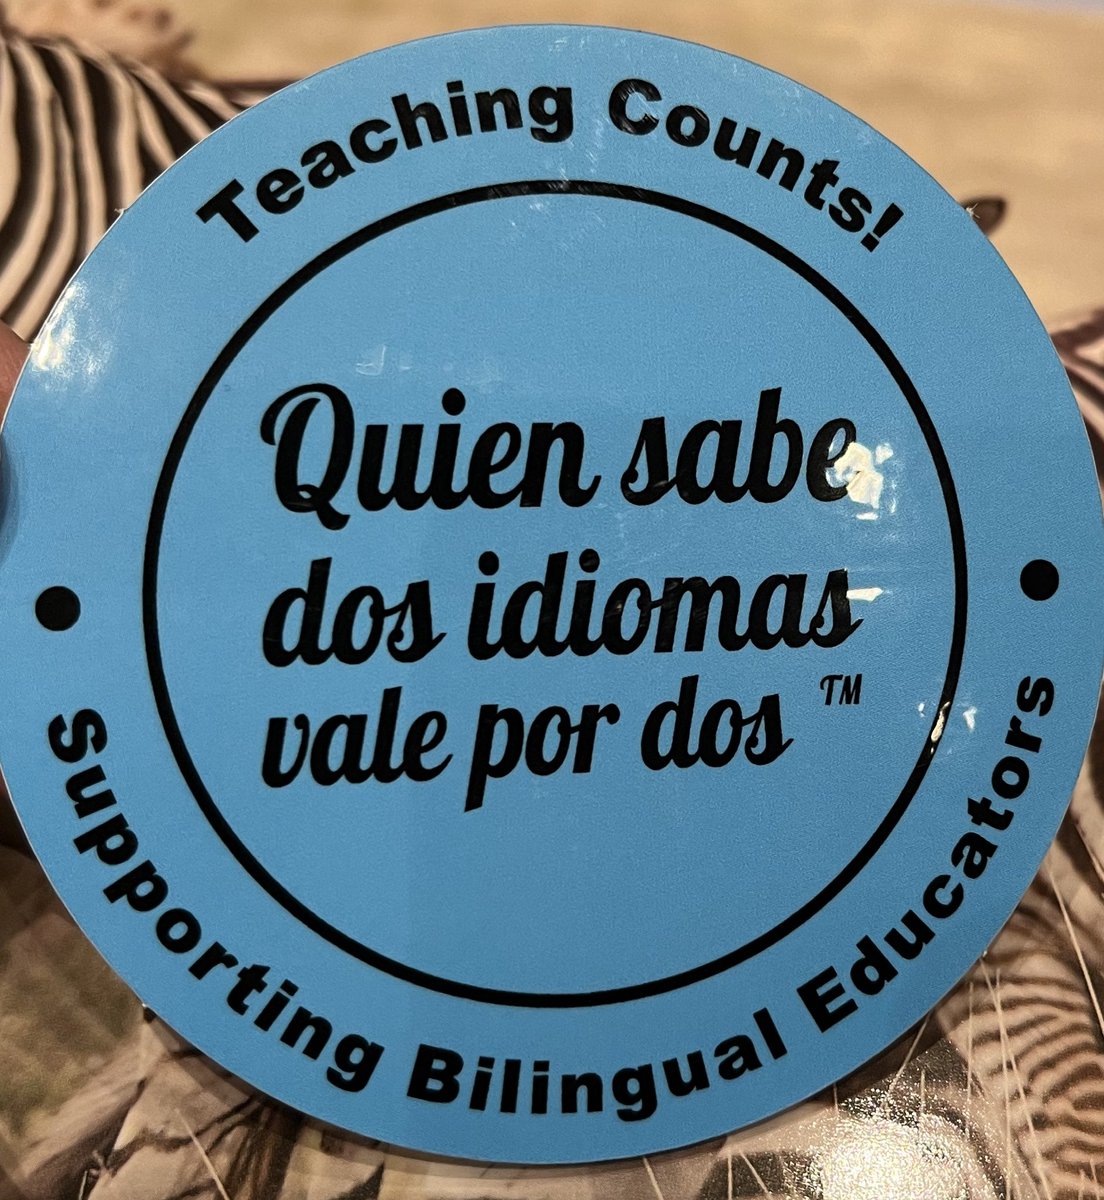 Teaching Counts!
Quien sabe
dos idiomas
vale por dos ™
Supporting Bilingual Educators